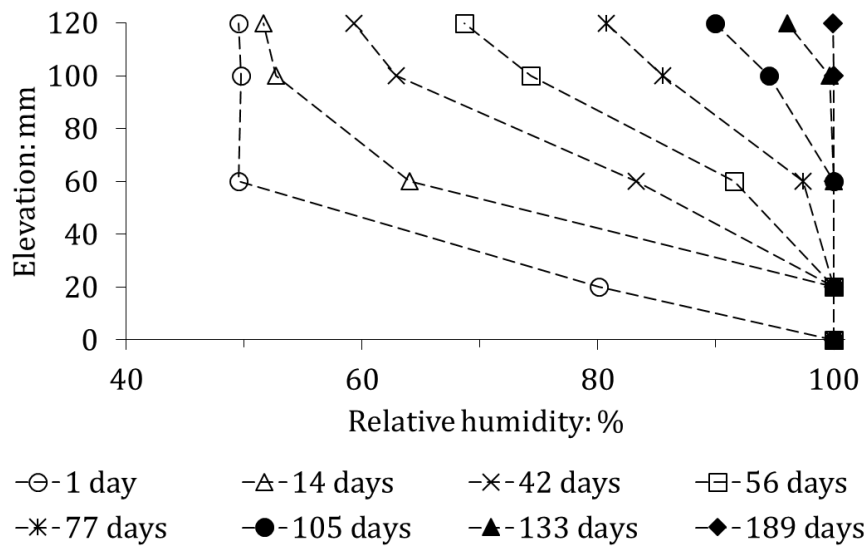 120
100
80
60
40
20
0
Elevation: mm
40 60 80 100
Relative humidity: %
1 day 14 days 42 days 56 days
77 days 105 days 133 days 189 days